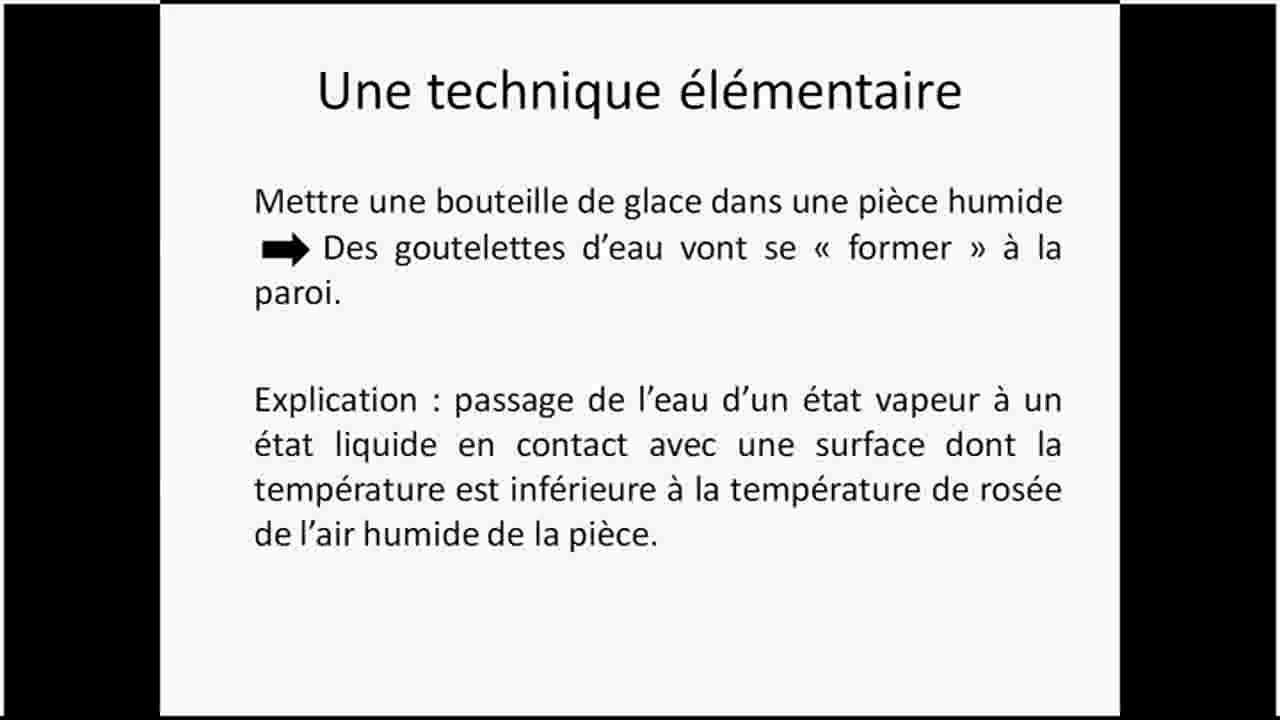 Une technique élémentaire
Mettre une bouteille de glace dans une pièce humide
Des goutelettes d’eau vont se « former » à la
paroi.
Explication : passage de l’eau d’un état vapeur à un
état liquide en contact avec une surface dont la
température est inférieure à la température de rosée
de l’air humide de la pièce.